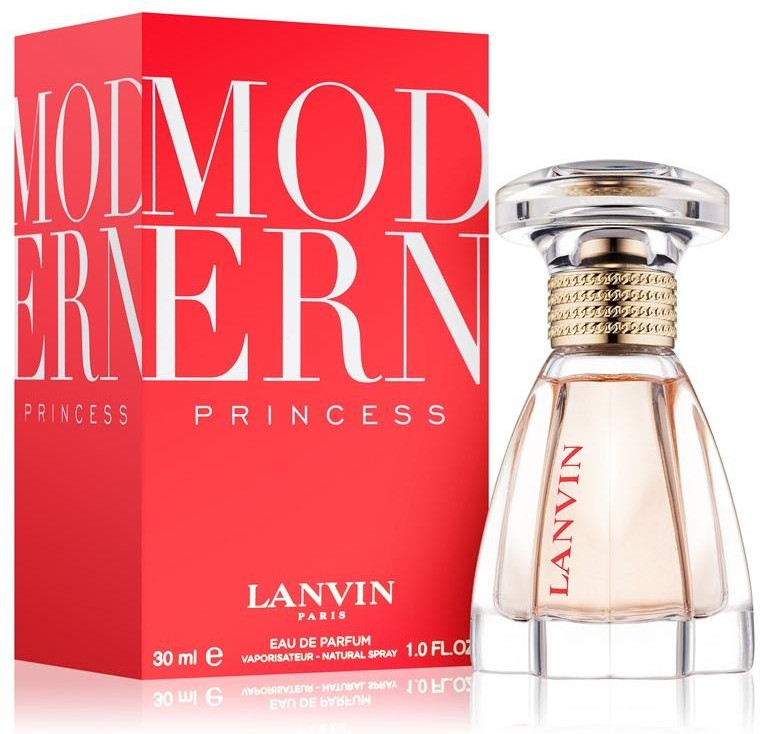 MOD
ERN
PRINCESS
MOD
ERN
PRINCESS
LANVIN
PARIS
EAU DE PARFUM
30 ml e VAPORISATEUR - NATURAL SPRAY 1.0 FL.OZ
LANVIN